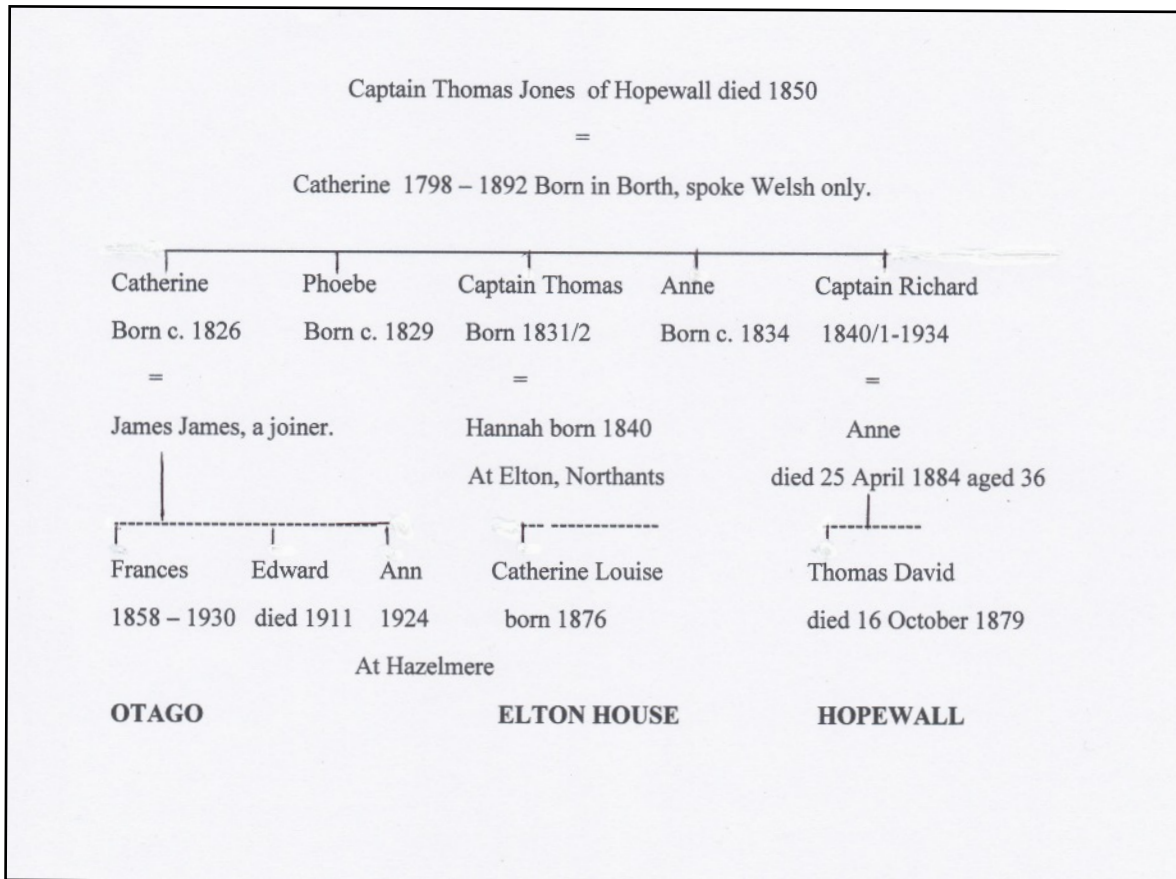 Captain Thomas Jones of Hopewall died 1850
=
Catherine 1798 – 1892 Born in Borth, spoke Welsh only.
Catherine Phoebe Captain Thomas Anne Captain Richard
Born c. 1826 Born c. 1829 Born 1831/2 Born c. 1834 1840/1-1934
= = =
James James, a joiner. Hannah born 1840 Anne
At Elton, Northants died 25 April 1884 aged 36
Frances Edward Ann Catherine Louise Thomas David
1858 – 1930 died 1911 1924 born 1876 died 16 October 1879
At Hazelmere
OTAGO ELTON HOUSE HOPEWALL